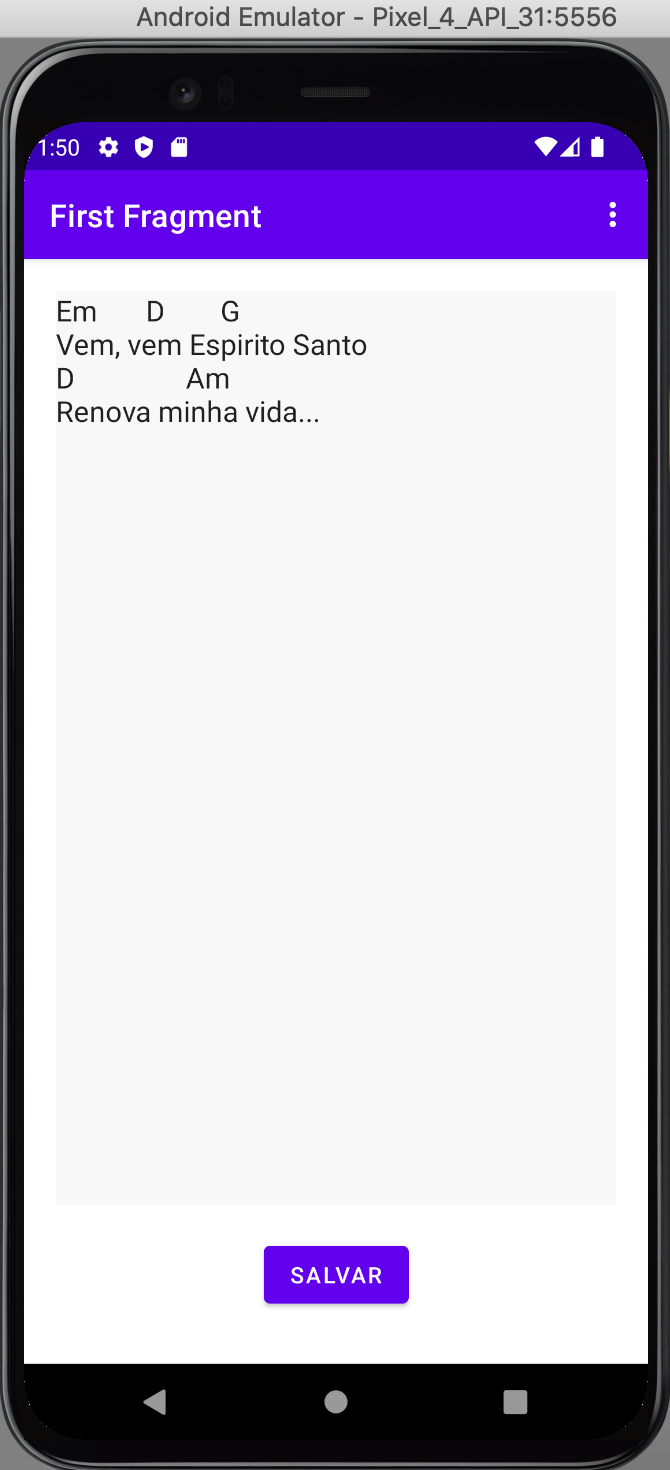 Android Emulator - Pixel_4_API_31:5556
1:50
First Fragment
Em       D        G
Vem, vem Espirito Santo
D                Am
Renova minha vida...
SALVAR